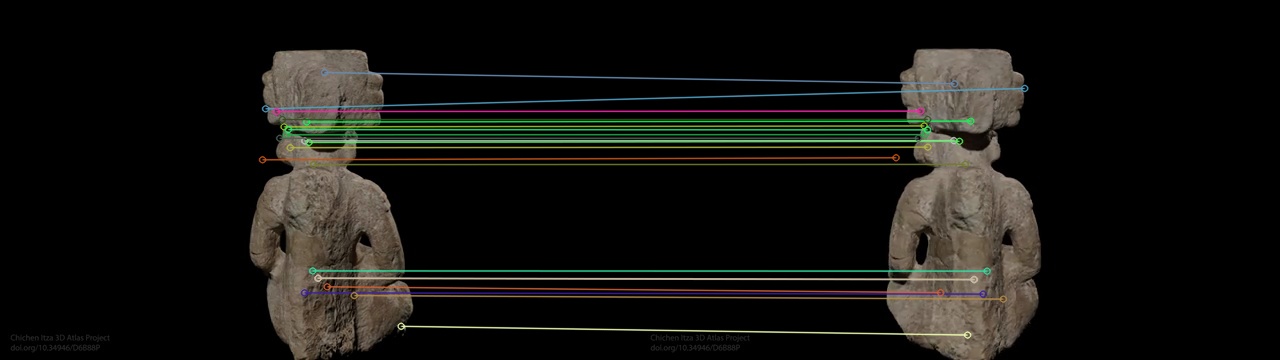 Chichen Itza 3D Atlas Project
doi.org/10.34946/D6B88P
Chichen Itza 3D Atlas Project
doi.org/10.34946/D6B88P